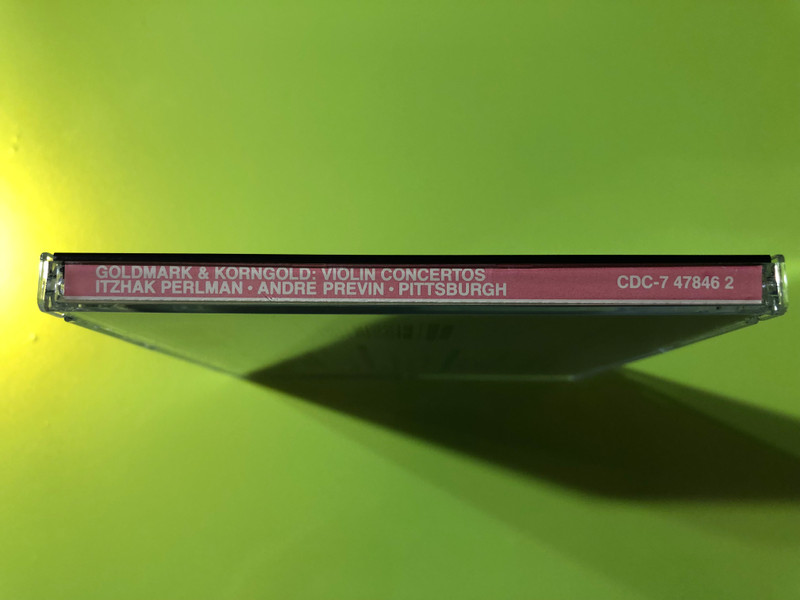 GOLDMARK & KORNGOLD: VIOLIN CONCERTOS
ITZHAK PERLMAN • ANDRE PREVIN • PITTSBURGH
CDC-7 47846 2